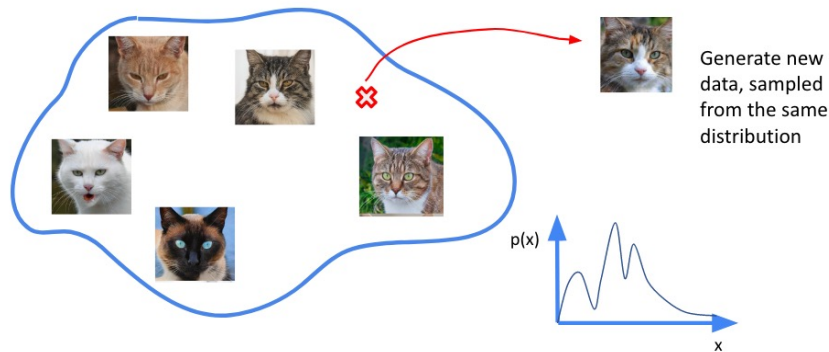 Generate new
data, sampled
from the same
distribution
p(x)
x